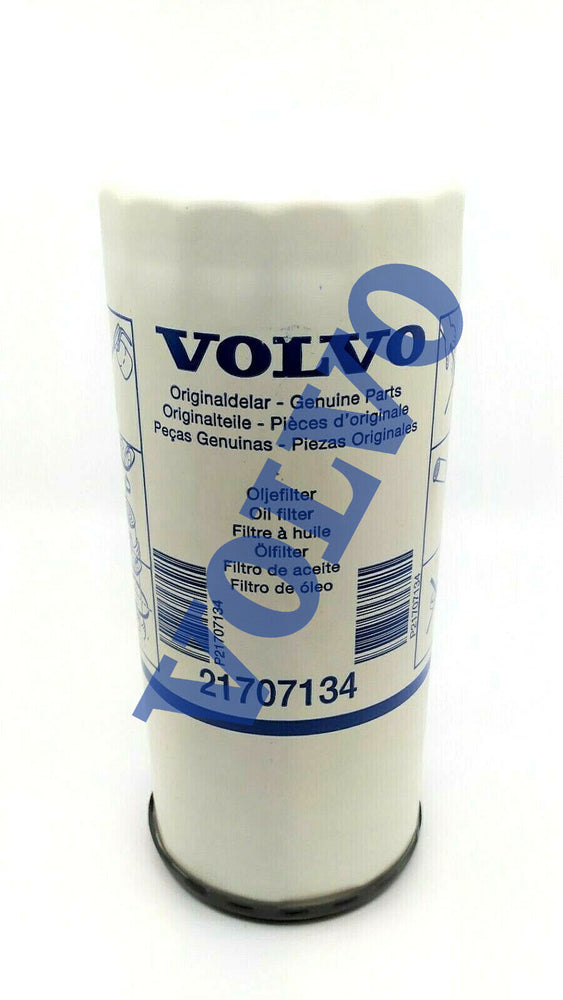 VOLVO
Originaldelar - Genuine Parts
Originalteile - Pièces d'originale
Peças Genuinas - Piezas Originales
Oljefilter
Oil filter
Filtre à huile
Ölfilter
Filtro de aceite
Filtro de óleo
P21707134
P21707134
21707134
VOLVO